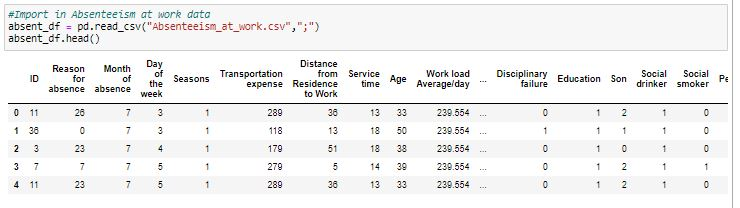 #Import in Absenteeism at work data
absent_df = pd.read_csv("Absenteeism_at_work.csv",";")
absent_df.head()
ID Reason for absence Month of absence Day of the week Seasons Transportation expense Distance from Residence to Work Service time Age Work load Average/day ... Disciplinary failure Education Son Social drinker Social smoker Pe
0 11 26 7 3 1 289 36 13 33 239.554 ... 0 1 2 1 0
1 36 0 7 3 1 118 13 18 50 239.554 ... 1 1 1 1 0
2 3 23 7 4 1 179 51 18 38 239.554 ... 0 1 0 1 0
3 7 7 7 5 1 279 5 14 39 239.554 ... 0 1 2 1 1
4 11 23 7 5 1 289 36 13 33 239.554 ... 0 1 2 1 0